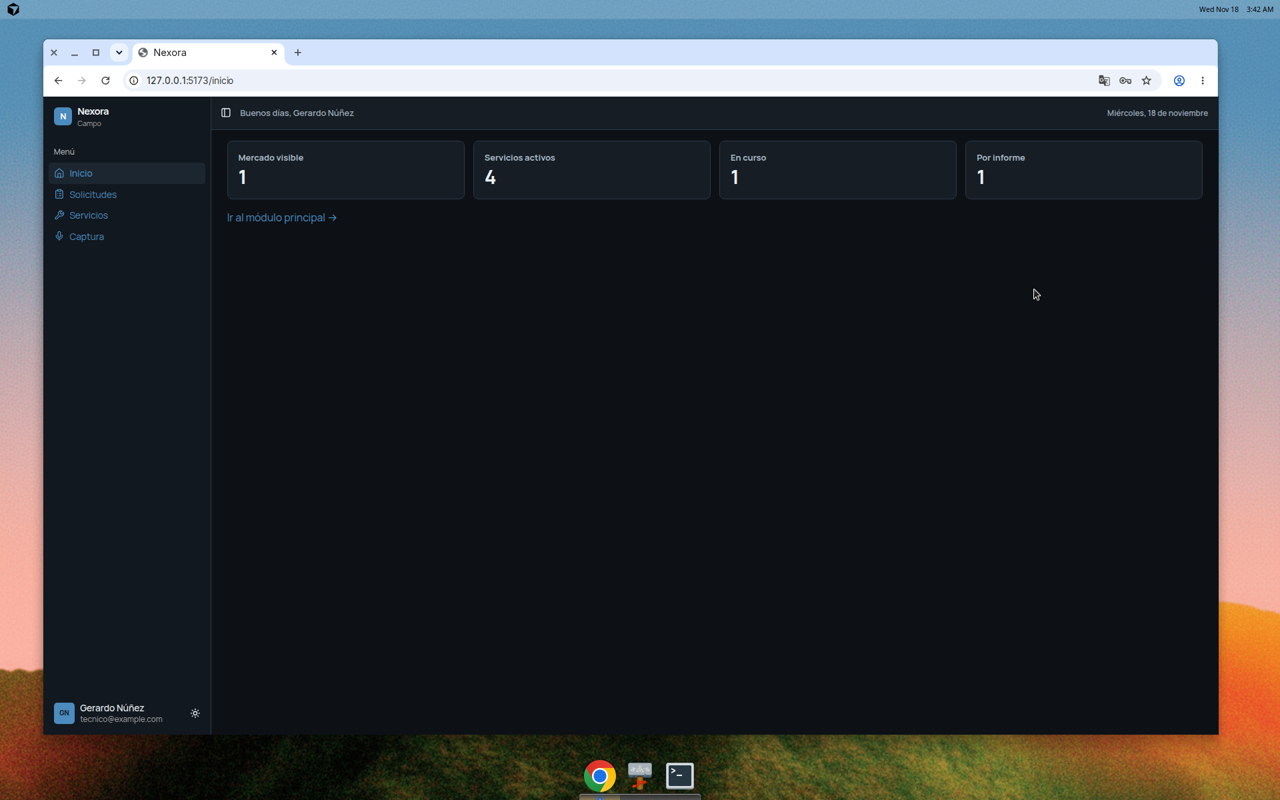 Wed Nov 18 3:42 AM
Nexora
127.0.0.1:5173/inicio
N
Nexora
Campo
Buenos días, Gerardo Núñez
Miércoles, 18 de noviembre
Menú
Inicio
Solicitudes
Servicios
Captura
Mercado visible
1
Servicios activos
4
En curso
1
Por informe
1
Ir al módulo principal →
GN
Gerardo Núñez
tecnico@example.com